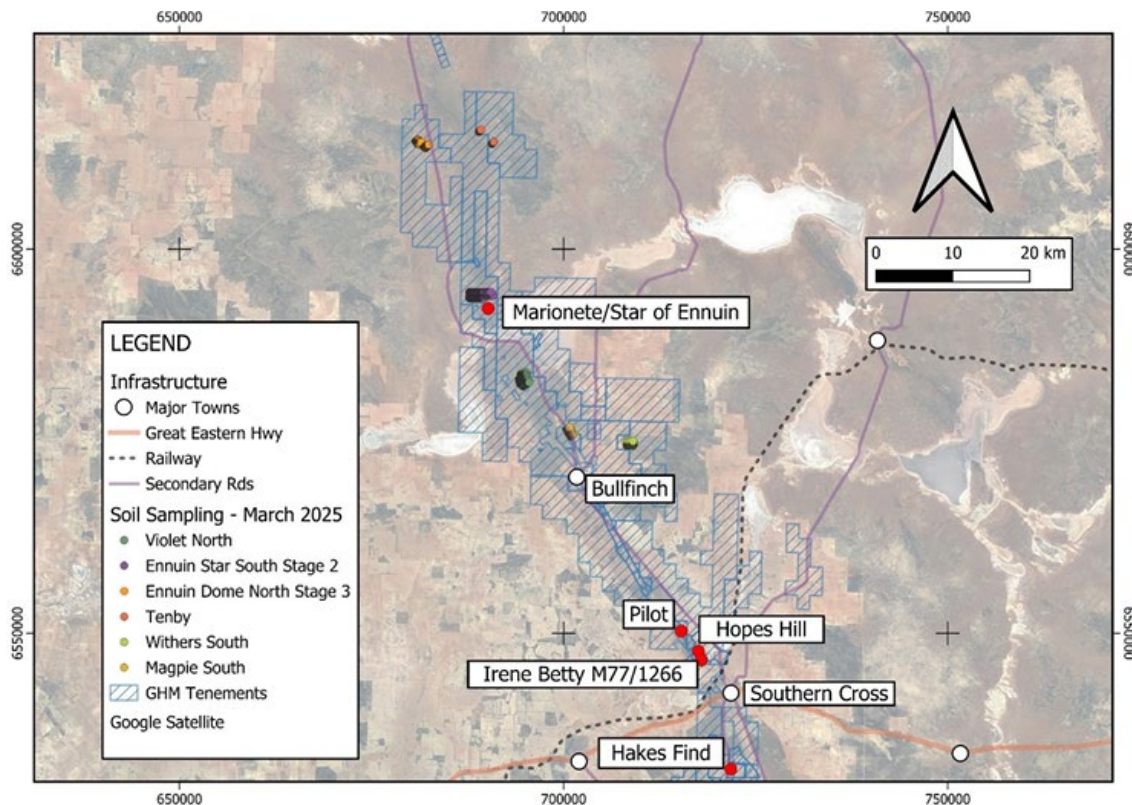 650000
700000
750000
6600000
6600000
0
10
20 km
Marionete/Star of Ennuin
LEGEND
Infrastructure
Major Towns
Great Eastern Hwy
Railway
Secondary Rds
Soil Sampling - March 2025
Violet North
Ennuin Star South Stage 2
Ennuin Dome North Stage 3
Tenby
Withers South
Magpie South
GHM Tenements
Google Satellite
Bullfinch
Pilot
Hopes Hill
6550000
6550000
Irene Betty M77/1266
Southern Cross
Hakes Find
650000
700000
750000